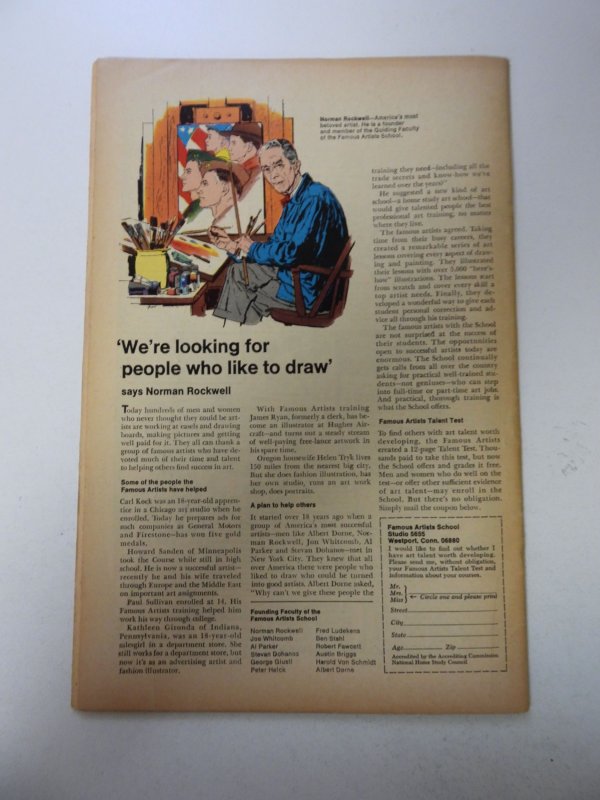 Norman Rockwell—America's most
beloved artist. He is a founder
and member of the Guiding Faculty
of the Famous Artists School.
'We're looking for
people who like to draw'
says Norman Rockwell
Today hundreds of men and women
who never thought they could be art-
ists are working at easels and drawing
boards, making pictures and getting
well paid for it. They all can thank a
group of famous artists who have de-
voted much of their time and talent
to helping others find success in art.
Some of the people the
Famous Artists have helped
Carl Kock was an 18-year-old appren-
tice in a Chicago art studio when he
enrolled. Today he prepares ads for
such companies as General Motors
and Firestone—has won five gold
medals.
Howard Sanden of Minneapolis
took the Course while still in high
school. He is now a successful artist—
recently he and his wife traveled
through Europe and the Middle East
on important art assignments.
Paul Sullivan enrolled at 14. His
Famous Artists training helped him
work his way through college.
Kathleen Gironda of Indiana,
Pennsylvania, was an 18-year-old
salesgirl in a department store. She
still works for a department store, but
now it's as an advertising artist and
fashion illustrator.
With Famous Artists training
James Ryan, formerly a clerk, has be-
come an illustrator at Hughes Air-
craft—and turns out a steady stream
of well-paying free-lance artwork in
his spare time.
Oregon housewife Helen Tryk lives
150 miles from the nearest big city.
But she does fashion illustration, has
her own studio, runs an art work
shop, does portraits.
A plan to help others
It started over 18 years ago when a
group of America's most successful
artists—men like Albert Dorne, Nor-
man Rockwell, Jon Whitcomb, Al
Parker and Stevan Dohanos—met in
New York City. They knew that all
over America there were people who
liked to draw who could be turned
into good artists. Albert Dorne asked,
"Why can't we give these people the
Founding Faculty of the
Famous Artists School
Norman Rockwell
Jon Whitcomb
Al Parker
Stevan Dohanos
George Giusti
Peter Helck
Fred Ludekens
Ben Stahl
Robert Fawcett
Austin Briggs
Harold Von Schmidt
Albert Dorne
training they need—including all the
trade secrets and know-how we've
learned over the years?"
He suggested a new kind of art
school—a home study art school—that
would give talented people the best
professional art training, no matter
where they live.
The famous artists agreed. Taking
time from their busy careers, they
created a remarkable series of art
lessons covering every aspect of draw-
ing and painting. They illustrated
their lessons with over 5,000 "here's-
how" illustrations. The lessons start
from scratch and cover every skill a
top artist needs. Finally, they de-
veloped a wonderful way to give each
student personal correction and ad-
vice all through his training.
The famous artists with the School
are not surprised at the success of
their students. The opportunities
open to successful artists today are
enormous. The School continually
gets calls from all over the country
asking for practical well-trained stu-
dents—not geniuses—who can step
into full-time or part-time art jobs.
And practical, thorough training is
what the School offers.
Famous Artists Talent Test
To find others with art talent worth
developing, the Famous Artists
created a 12-page Talent Test. Thou-
sands paid to take this test, but now
the School offers and grades it free.
Men and women who do well on the
test—or offer other sufficient evidence
of art talent—may enroll in the
School. But there's no obligation.
Simply mail the coupon below.
Famous Artists School
Studio 5655
Westport, Conn. 06880
I would like to find out whether I
have art talent worth developing.
Please send me, without obligation,
your Famous Artists Talent Test and
information about your courses.
Mr.
Mrs.
Miss
← Circle one and please print
Street
City
State
Age Zip
Accredited by the Accrediting Commission
National Home Study Council